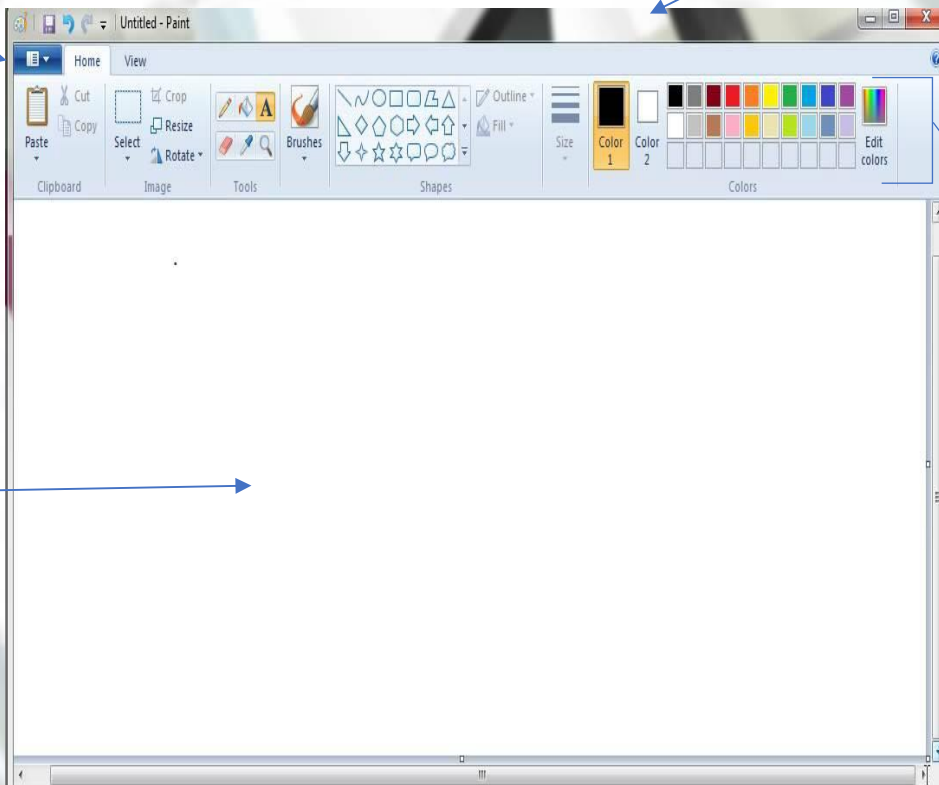 Untitled - Paint
Home View
Cut Crop Outline
Copy Resize Fill
Paste Select Rotate A Brushes Size Color 1 Color 2 Edit colors
Clipboard Image Tools Shapes Colors